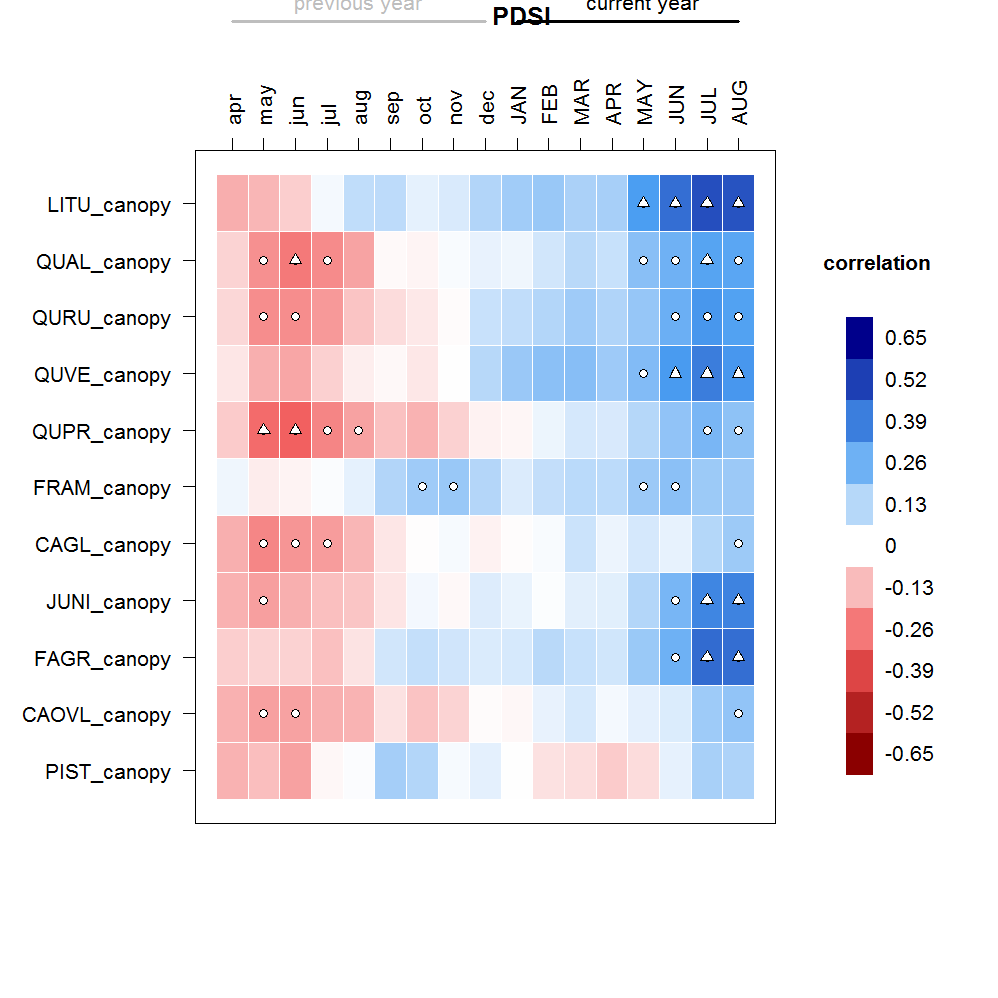 previous year
current year
PDSI
apr
may
jun
jul
aug
sep
oct
nov
dec
JAN
FEB
MAR
APR
MAY
JUN
JUL
AUG
LITU_canopy
QUAL_canopy
QURU_canopy
QUVE_canopy
QUPR_canopy
FRAM_canopy
CAGL_canopy
JUNI_canopy
FAGR_canopy
CAOVL_canopy
PIST_canopy
correlation
0.65
0.52
0.39
0.26
0.13
0
-0.13
-0.26
-0.39
-0.52
-0.65